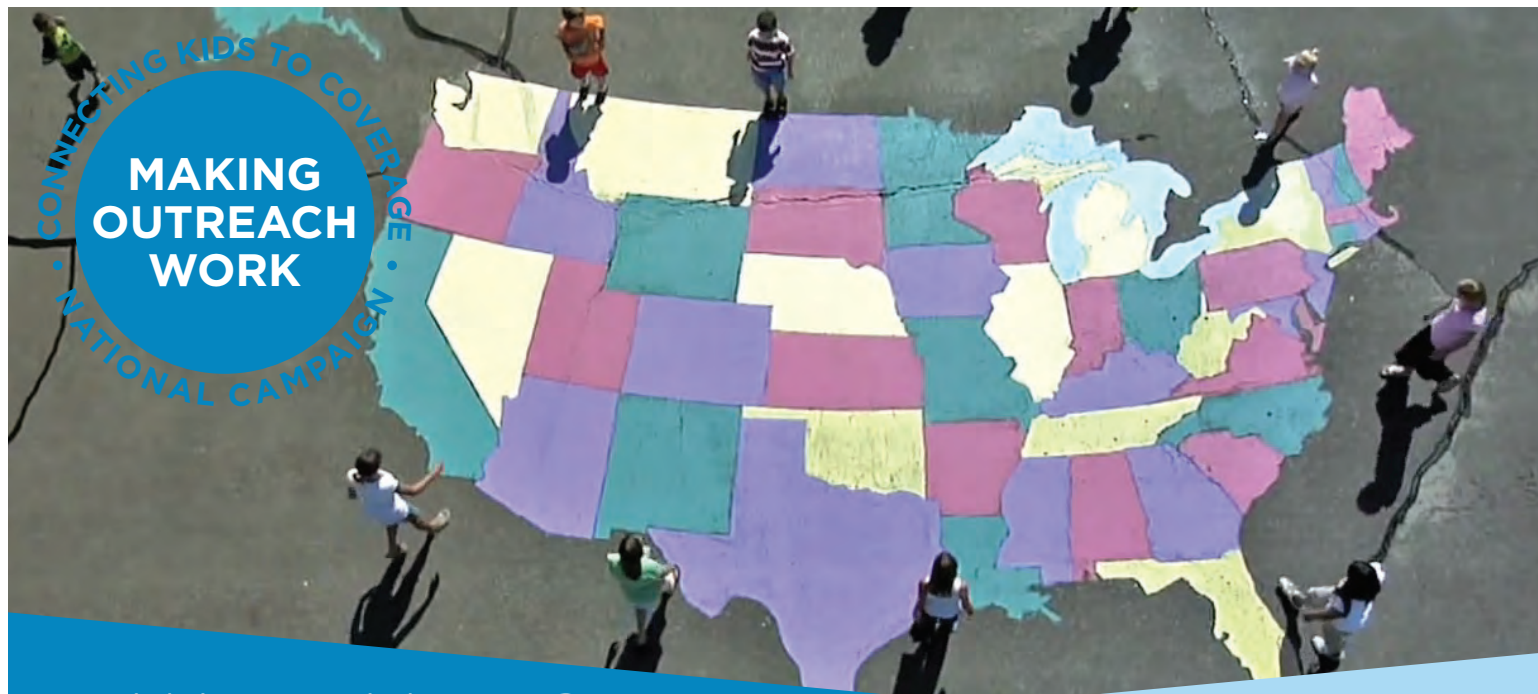 CONNECTING KIDS TO COVERAGE
MAKING
OUTREACH
WORK
• NATIONAL CAMPAIGN •